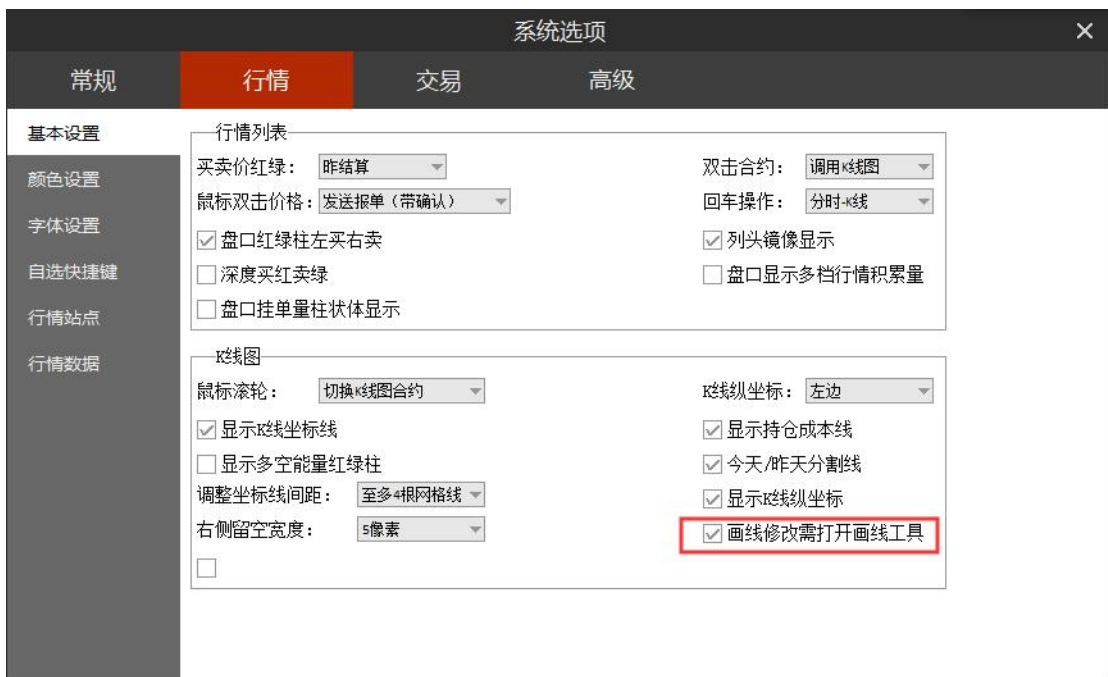 系统选项
常规 行情 交易 高级
基本设置
颜色设置
字体设置
自选快捷键
行情站点
行情数据
行情列表
买卖价红绿： 昨结算 双击合约： 调用K线图
鼠标双击价格：发送报单（带确认） 回车操作： 分时-K线
盘口红绿柱左买右卖 列头镜像显示
深度买红卖绿 盘口显示多档行情积累量
盘口挂单量柱状体显示
K线图
鼠标滚轮： 切换K线图合约 K线纵坐标： 左边
显示K线坐标线 显示持仓成本线
显示多空能量红绿柱 今天/昨天分割线
调整坐标线间距： 至多4根网格线 显示K线纵坐标
右侧留空宽度： 5像素 画线修改需打开画线工具